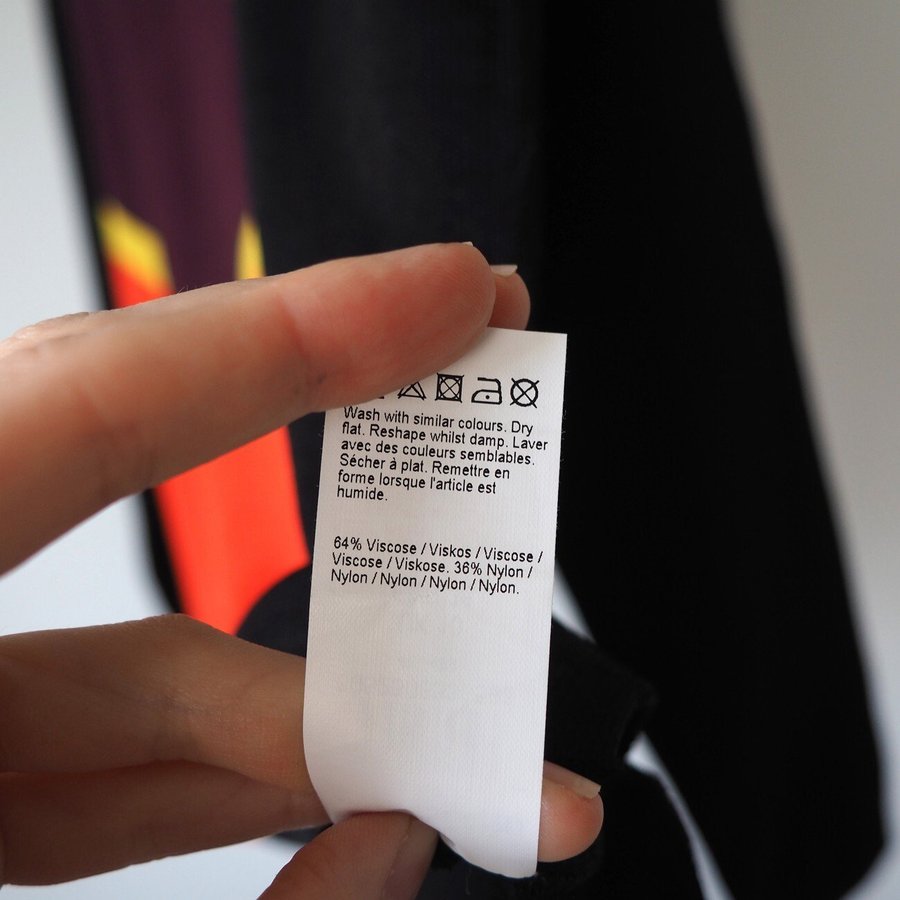 Wash with similar colours. Dry
flat. Reshape whilst damp. Laver
avec des couleurs semblables.
Sécher à plat. Remettre en
forme lorsque l'article est
humide.
64% Viscose / Viskos / Viscose /
Viscose / Viskose. 36% Nylon /
Nylon / Nylon / Nylon / Nylon.